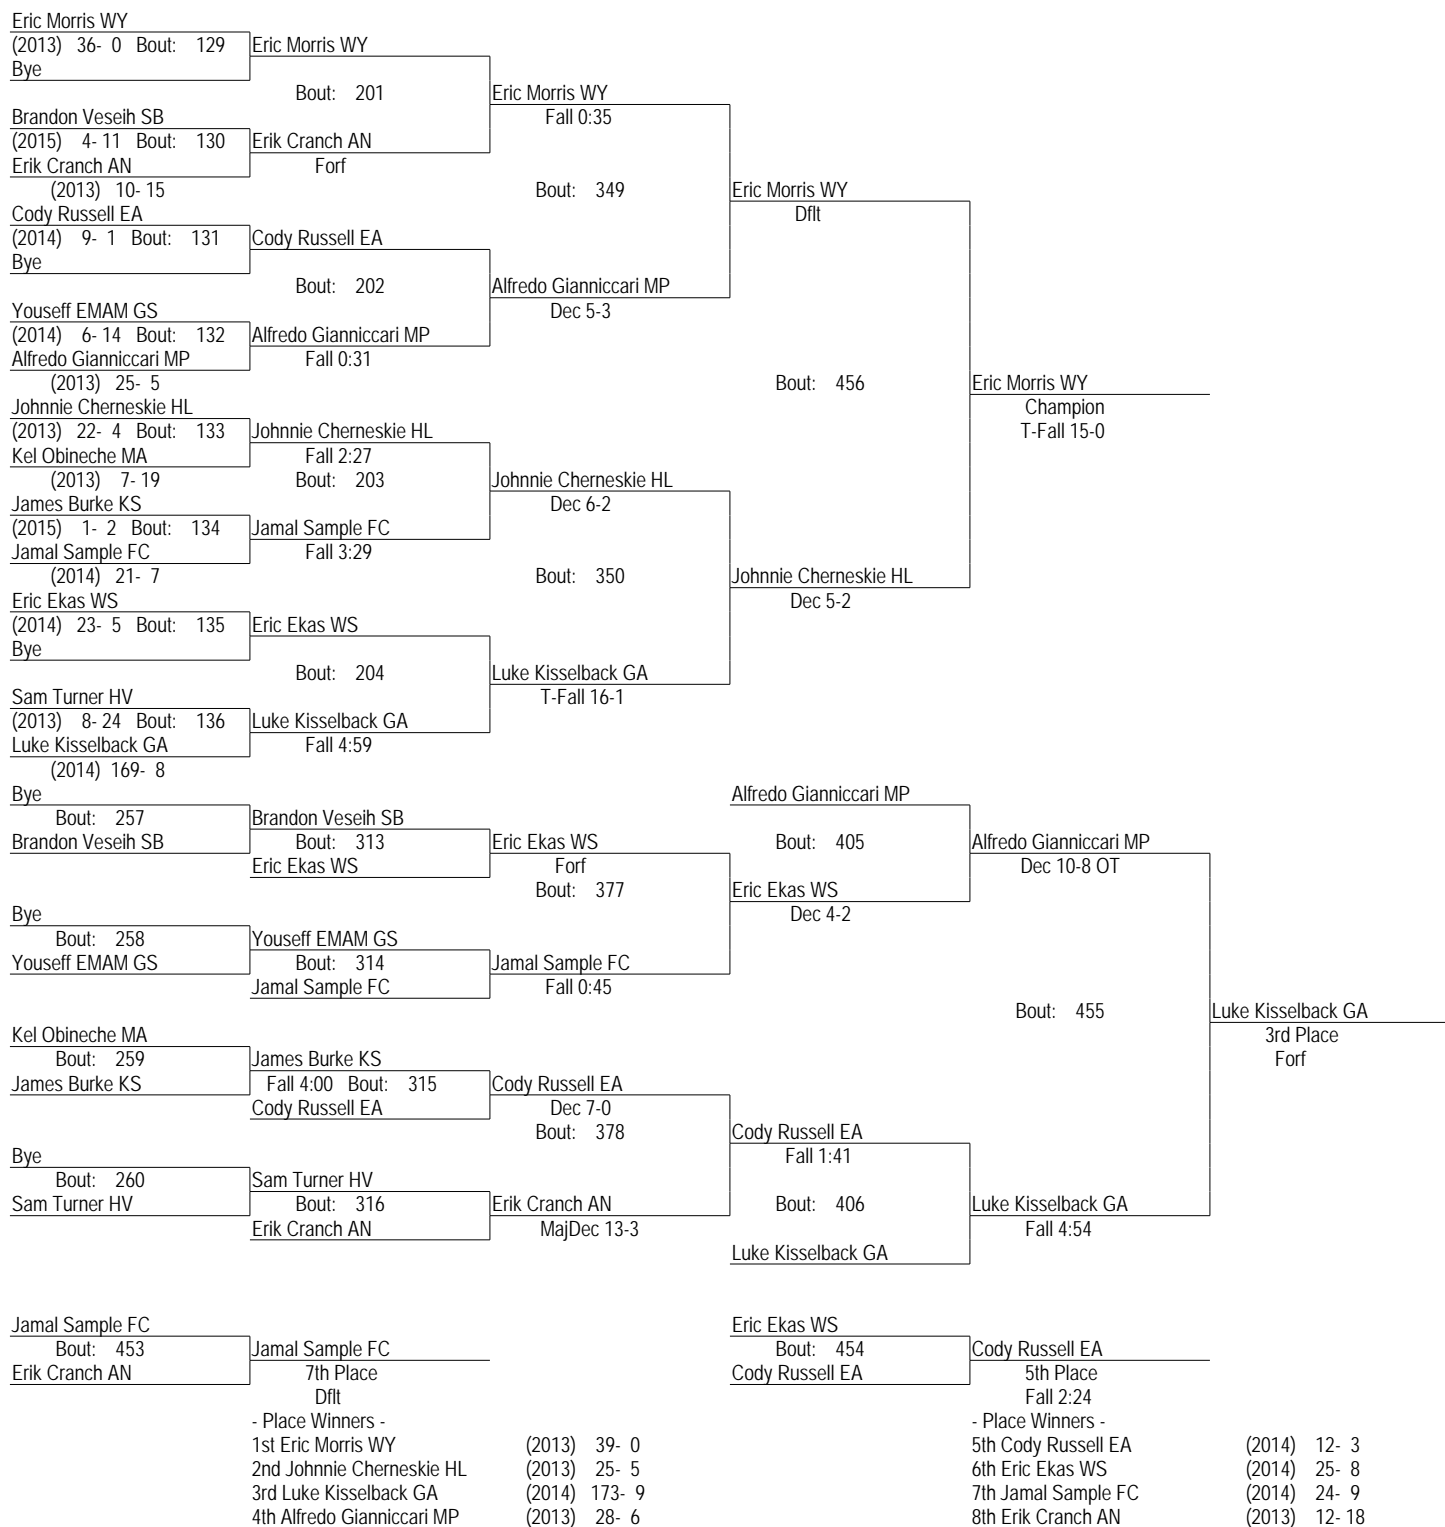 Eric Morris WY
(2013) 36- 0 Bout: 129
Bye
Eric Morris WY
Bout: 201
Brandon Veseih SB
(2015) 4- 11 Bout: 130
Erik Cranch AN
(2013) 10- 15
Erik Cranch AN
Forf
Eric Morris WY
Fall 0:35
Bout: 349
Cody Russell EA
(2014) 9- 1 Bout: 131
Bye
Cody Russell EA
Bout: 202
Youseff EMAM GS
(2014) 6- 14 Bout: 132
Alfredo Gianniccari MP
(2013) 25- 5
Alfredo Gianniccari MP
Fall 0:31
Alfredo Gianniccari MP
Dec 5-3
Eric Morris WY
Dflt
Bout: 456
Johnnie Cherneskie HL
(2013) 22- 4 Bout: 133
Kel Obineche MA
(2013) 7- 19
Johnnie Cherneskie HL
Fall 2:27
Bout: 203
James Burke KS
(2015) 1- 2 Bout: 134
Jamal Sample FC
(2014) 21- 7
Jamal Sample FC
Fall 3:29
Johnnie Cherneskie HL
Dec 6-2
Bout: 350
Eric Ekas WS
(2014) 23- 5 Bout: 135
Bye
Eric Ekas WS
Bout: 204
Sam Turner HV
(2013) 8- 24 Bout: 136
Luke Kisselback GA
(2014) 169- 8
Luke Kisselback GA
Fall 4:59
Luke Kisselback GA
T-Fall 16-1
Johnnie Cherneskie HL
Dec 5-2
Eric Morris WY
Champion
T-Fall 15-0
Bye
Bout: 257
Brandon Veseih SB
Brandon Veseih SB
Bout: 313
Eric Ekas WS
Eric Ekas WS
Forf
Bout: 377
Bye
Bout: 258
Youseff EMAM GS
Youseff EMAM GS
Bout: 314
Jamal Sample FC
Jamal Sample FC
Fall 0:45
Alfredo Gianniccari MP
Bout: 405
Eric Ekas WS
Dec 4-2
Alfredo Gianniccari MP
Dec 10-8 OT
Bout: 455
Kel Obineche MA
Bout: 259
James Burke KS
James Burke KS
Fall 4:00 Bout: 315
Cody Russell EA
Cody Russell EA
Dec 7-0
Bout: 378
Bye
Bout: 260
Sam Turner HV
Sam Turner HV
Bout: 316
Erik Cranch AN
Erik Cranch AN
MajDec 13-3
Cody Russell EA
Fall 1:41
Bout: 406
Luke Kisselback GA
Luke Kisselback GA
Fall 4:54
Luke Kisselback GA
3rd Place
Forf
Jamal Sample FC
Bout: 453
Erik Cranch AN
Jamal Sample FC
7th Place
Dflt
Eric Ekas WS
Bout: 454
Cody Russell EA
Cody Russell EA
5th Place
Fall 2:24
- Place Winners -
1st Eric Morris WY (2013) 39- 0
2nd Johnnie Cherneskie HL (2013) 25- 5
3rd Luke Kisselback GA (2014) 173- 9
4th Alfredo Gianniccari MP (2013) 28- 6
- Place Winners -
5th Cody Russell EA (2014) 12- 3
6th Eric Ekas WS (2014) 25- 8
7th Jamal Sample FC (2014) 24- 9
8th Erik Cranch AN (2013) 12- 18